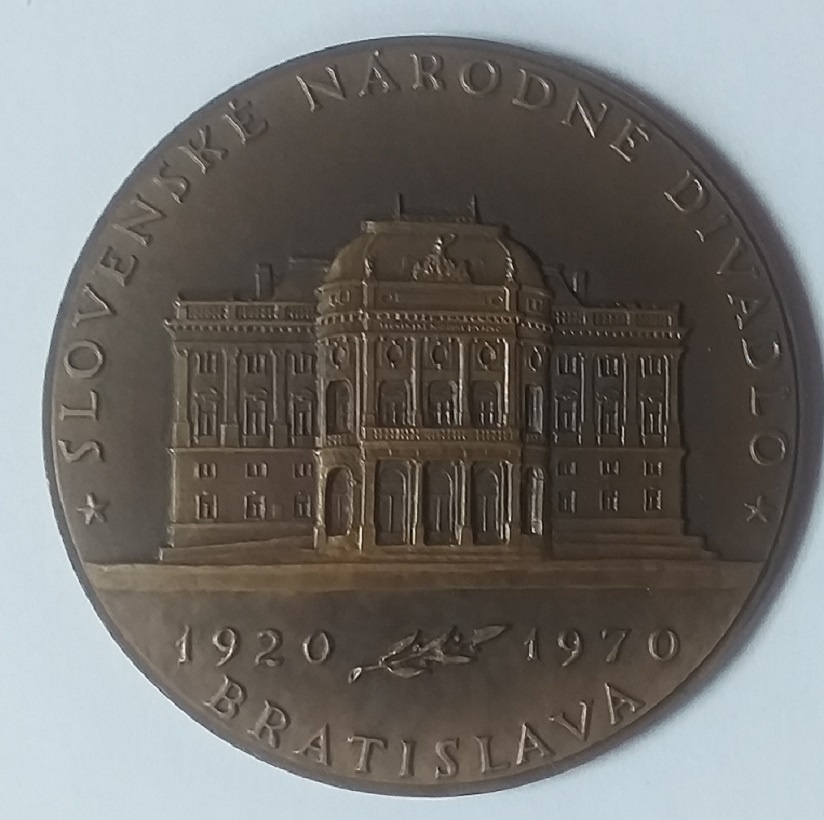 SLOVENSKÉ NÁRODNÉ DIVADLO
1920 1970
BRATISLAVA